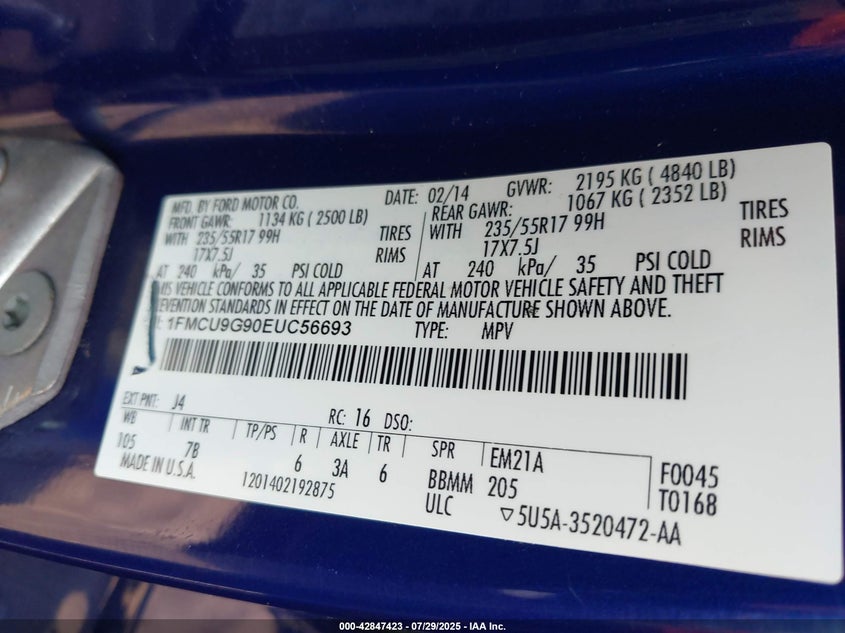 MFD. BY FORD MOTOR CO. DATE: 02/14 GVWR: 2195 KG ( 4840 LB)
FRONT GAWR: 1134 KG ( 2500 LB) REAR GAWR: 1067 KG ( 2352 LB)
WITH 235/55R17 99H TIRES WITH 235/55R17 99H TIRES
17X7.5J RIMS 17X7.5J RIMS
AT 240 kPa/ 35 PSI COLD AT 240 kPa/ 35 PSI COLD
IS VEHICLE CONFORMS TO ALL APPLICABLE FEDERAL MOTOR VEHICLE SAFETY AND THEFT
EVENTION STANDARDS IN EFFECT ON THE DATE OF MANUFACTURE SHOWN ABOVE.
: 1FMCU9G90EUC56693 TYPE: MPV
EXT PNT: J4 RC: 16 DSO:
WB INT TR TP/PS R AXLE TR SPR EM21A F0045
105 7B 6 3A 6 BBMM 205 T0168
MADE IN U.S.A. 1201402192875 ULC ▽5U5A-3520472-AA
000-42847423 | 07/29/2025 - IAA Inc.